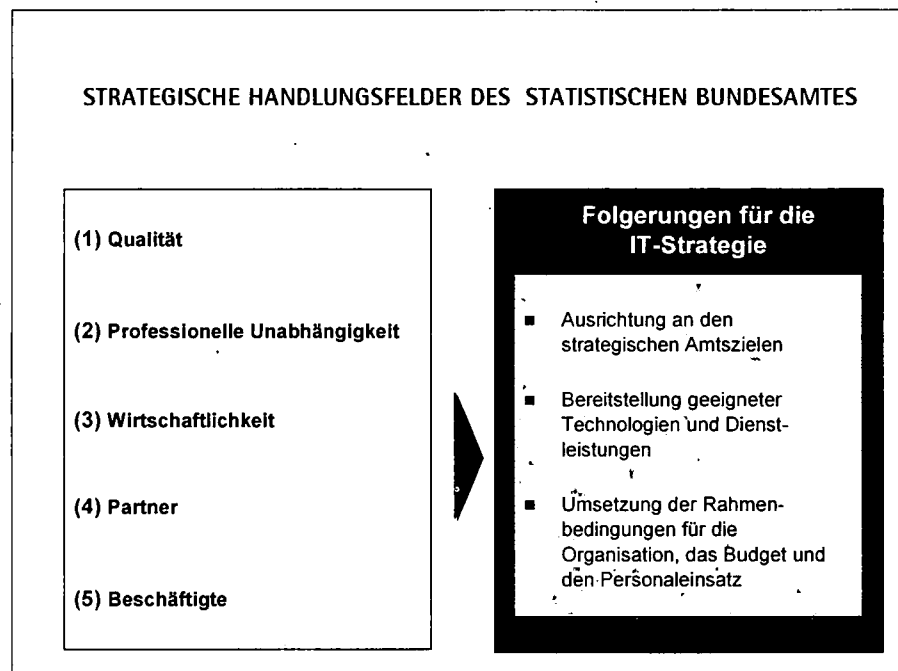 STRATEGISCHE HANDLUNGSFELDER DES STATISTISCHEN BUNDESAMTES
(1) Qualität
(2) Professionelle Unabhängigkeit
(3) Wirtschaftlichkeit
(4) Partner
(5) Beschäftigte
Folgerungen für die
IT-Strategie
■ Ausrichtung an den
strategischen Amtszielen
■ Bereitstellung geeigneter
Technologien und Dienst-
leistungen
■ Umsetzung der Rahmen-
bedingungen für die
Organisation, das Budget und
den Personaleinsatz